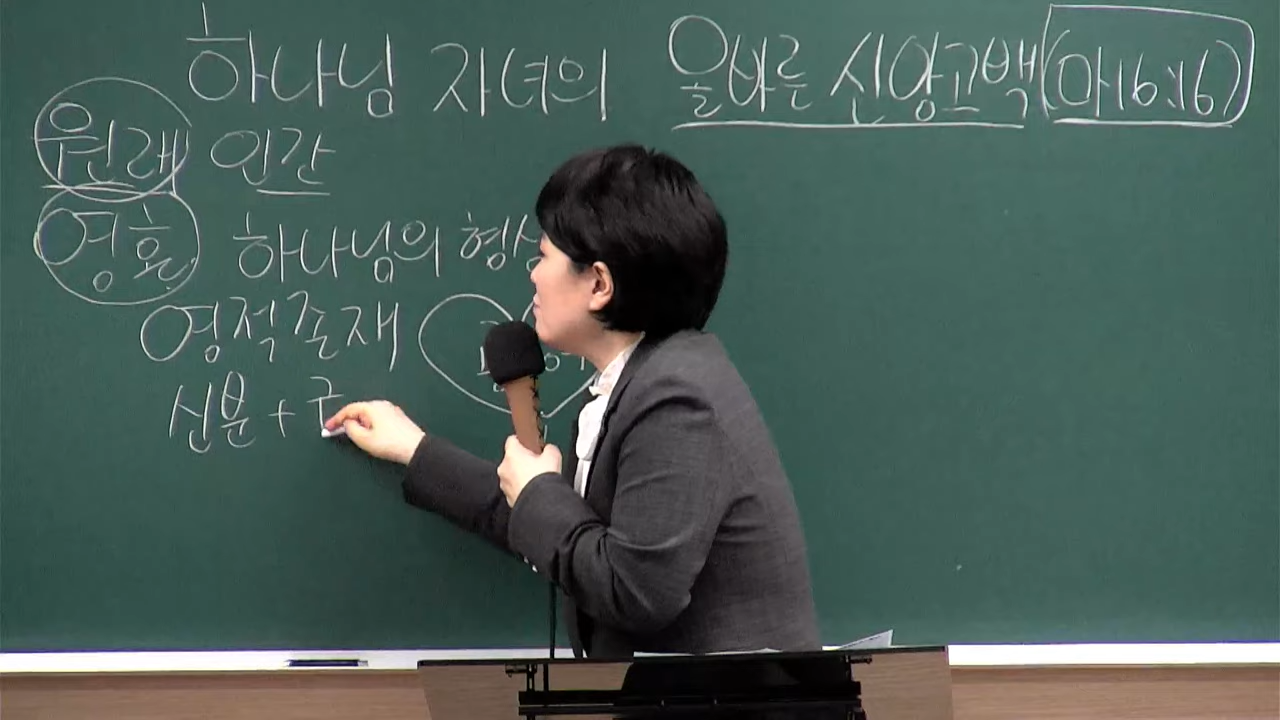 하나님 자녀의 올바른 신앙고백(마16:16)
원래 인간
영혼 하나님의 형상
영적존재
신분+